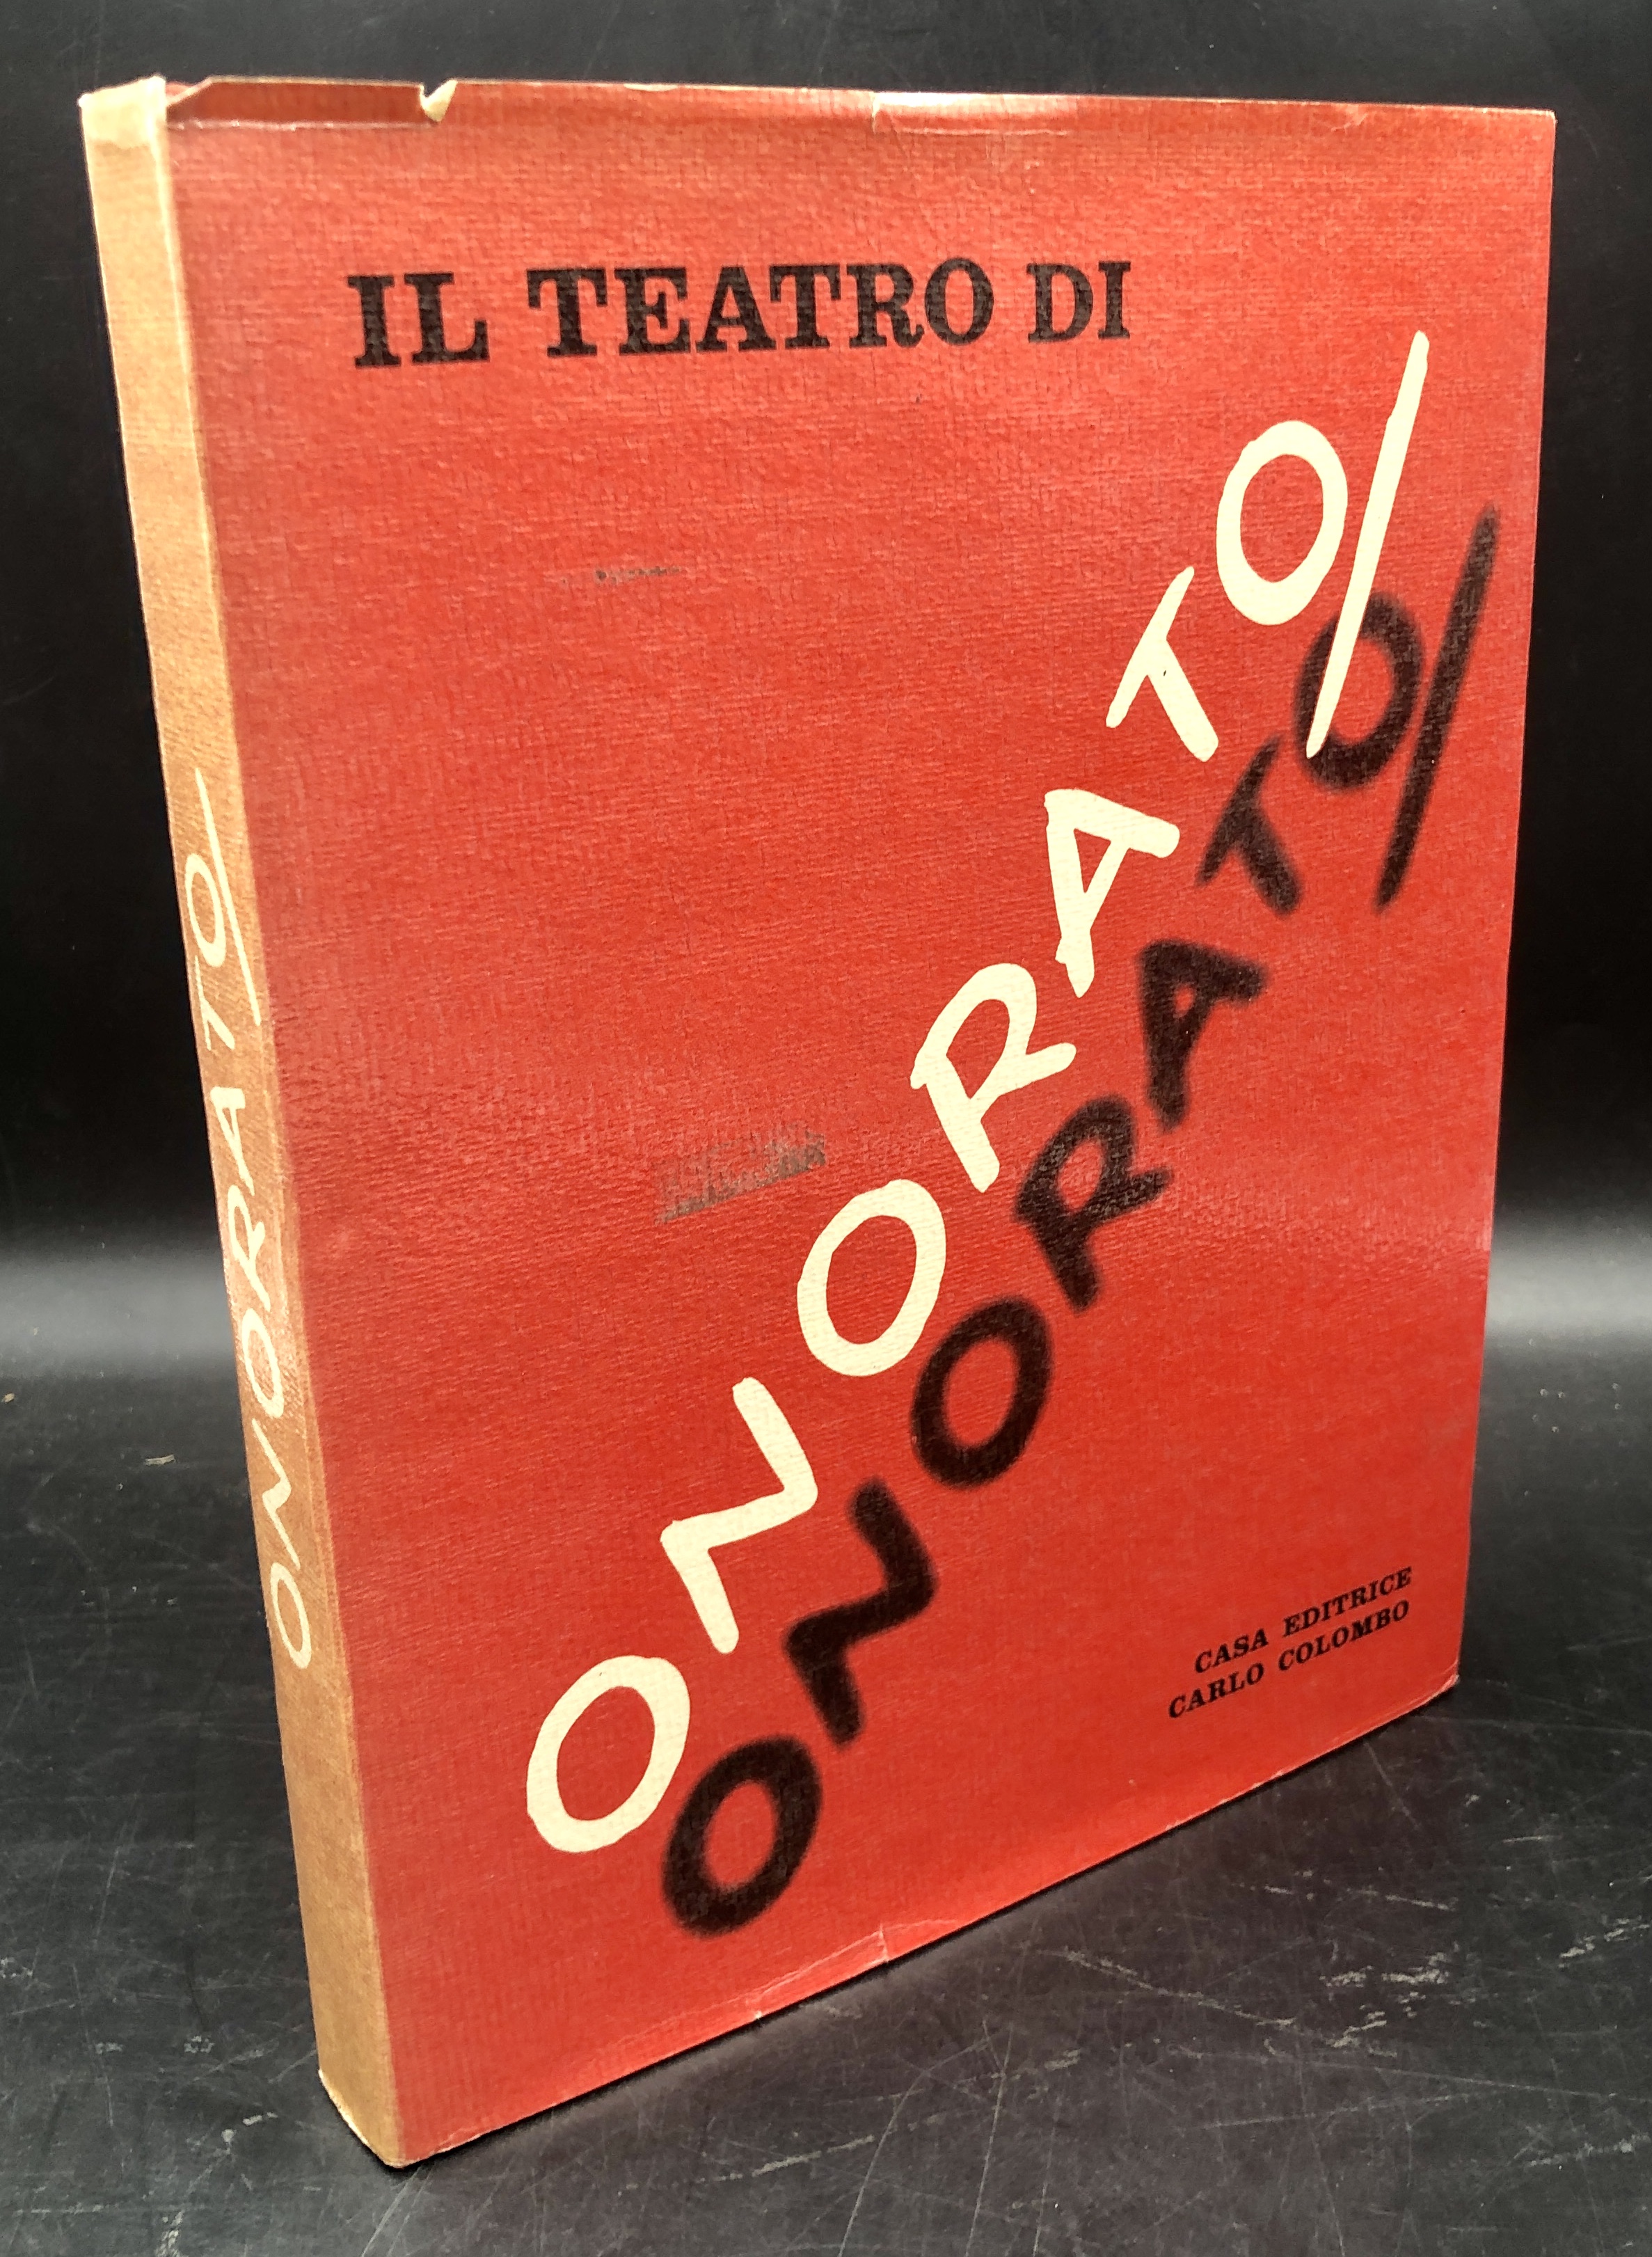 IL TEATRO DI
ONORATO
ONORATO
CASA EDITRICE
CARLO COLOMBO
ONORATO